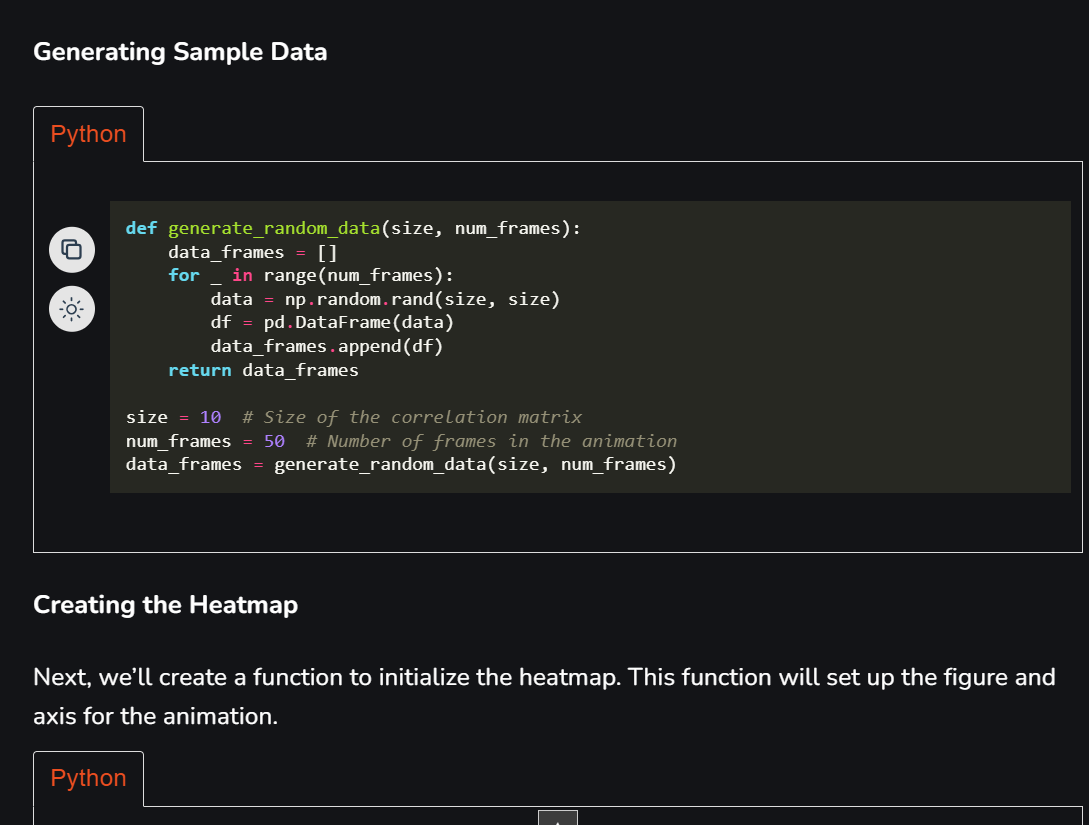 Generating Sample Data
Python
def generate_random_data(size, num_frames):
    data_frames = []
    for _ in range(num_frames):
        data = np.random.rand(size, size)
        df = pd.DataFrame(data)
        data_frames.append(df)
    return data_frames
size = 10  # Size of the correlation matrix
num_frames = 50  # Number of frames in the animation
data_frames = generate_random_data(size, num_frames)
Creating the Heatmap
Next, we’ll create a function to initialize the heatmap. This function will set up the figure and
axis for the animation.
Python